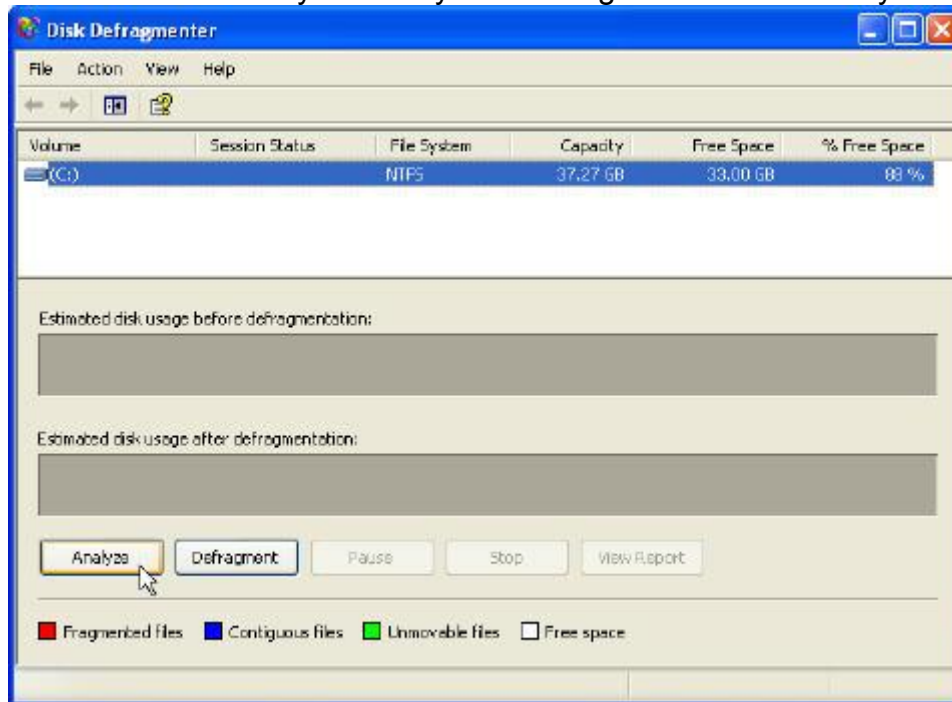 Disk Defragmenter
File Action View Help
Volume Session Status File System Capacity Free Space % Free Space
(C:) NTFS 37.27 GB 33.00 GB 88 %
Estimated disk usage before defragmentation:
Estimated disk usage after defragmentation:
Analyze Defragment Pause Stop View Report
Fragmented files Contiguous files Unmovable files Free space